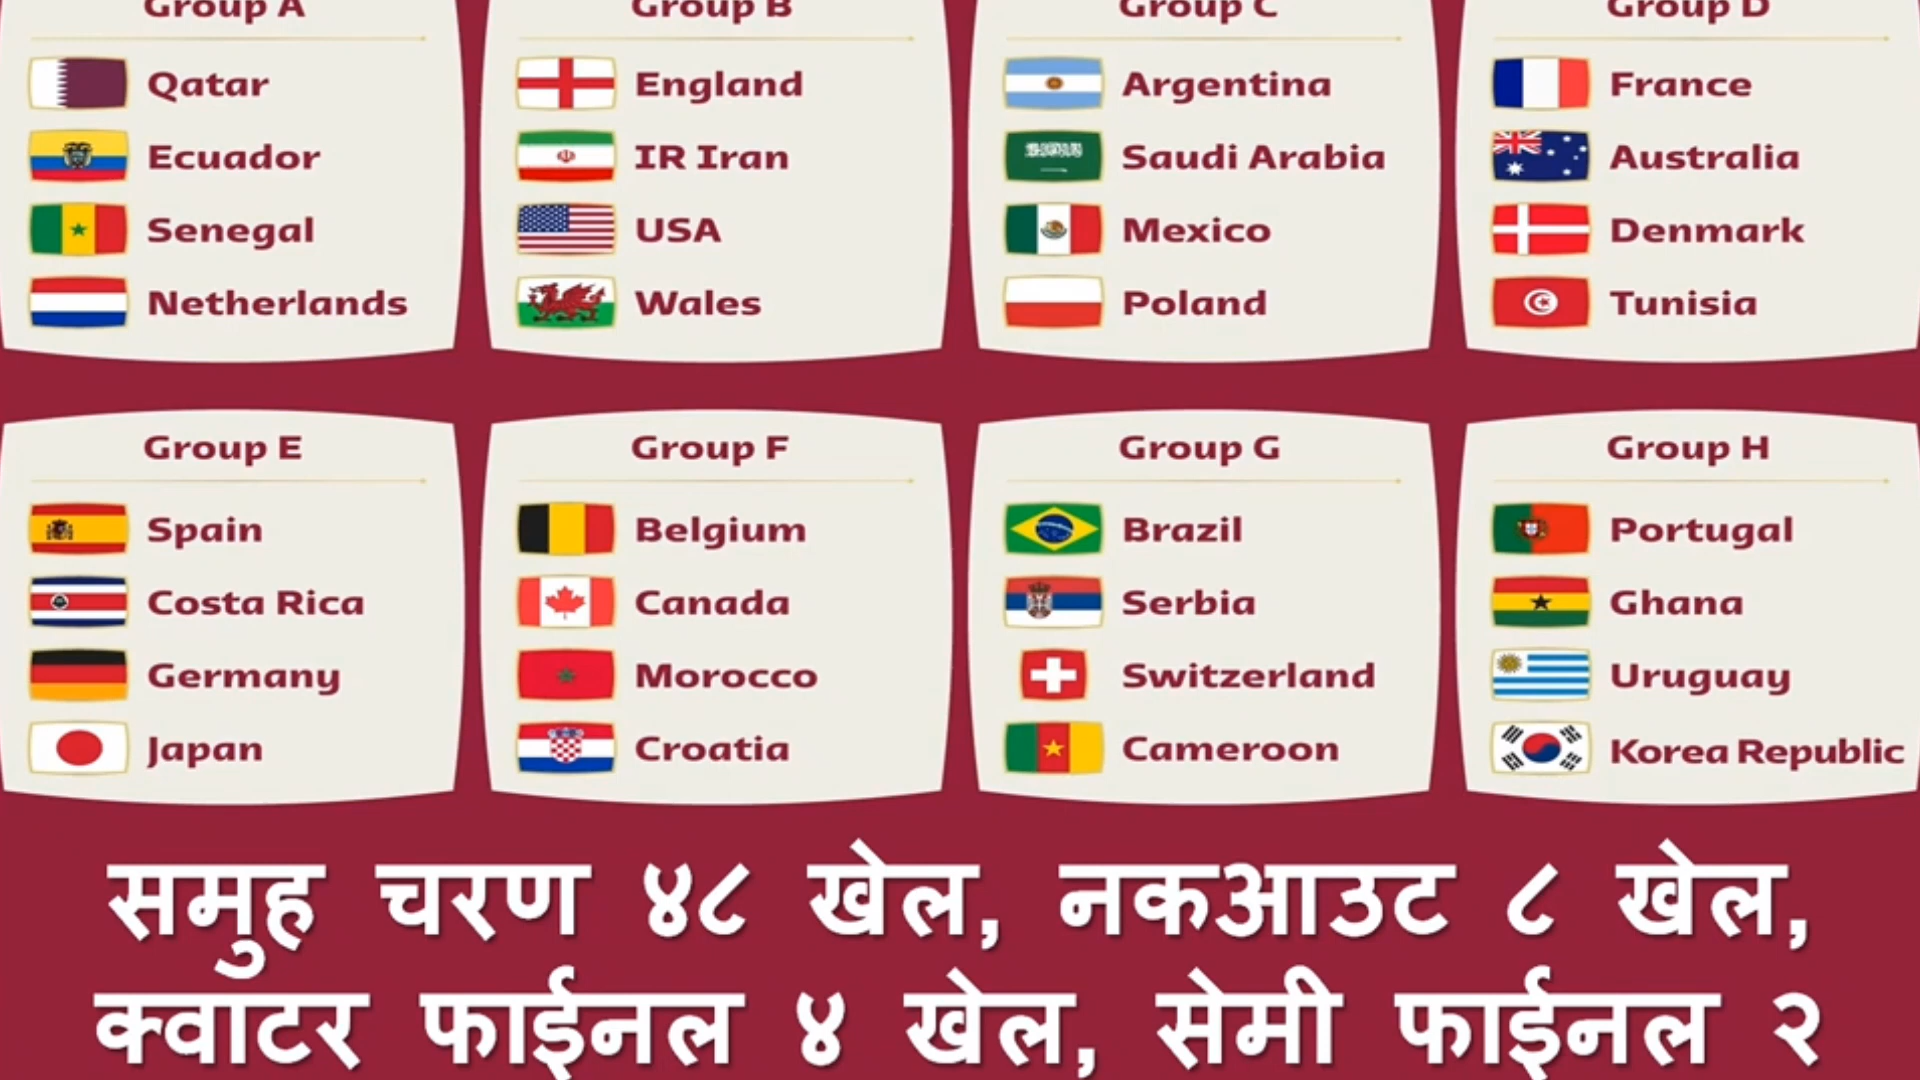 Group A
Qatar
Ecuador
Senegal
Netherlands
Group B
England
IR Iran
USA
Wales
Group C
Argentina
Saudi Arabia
Mexico
Poland
Group D
France
Australia
Denmark
Tunisia
Group E
Spain
Costa Rica
Germany
Japan
Group F
Belgium
Canada
Morocco
Croatia
Group G
Brazil
Serbia
Switzerland
Cameroon
Group H
Portugal
Ghana
Uruguay
Korea Republic
समुह चरण ४८ खेल, नकआउट ८ खेल,
क्वाटर फाईनल ४ खेल, सेमी फाईनल २